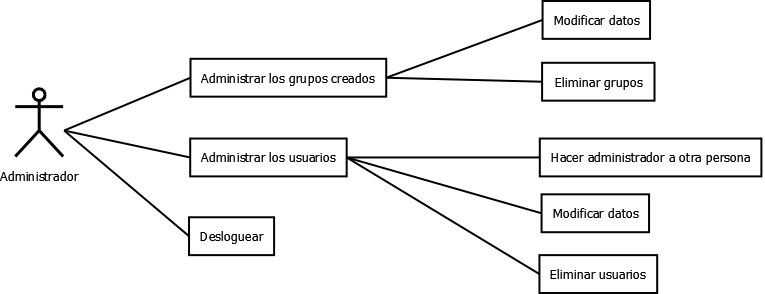 Modificar datos
Administrar los grupos creados
Eliminar grupos
Administrador
Administrar los usuarios
Hacer administrador a otra persona
Modificar datos
Desloguear
Eliminar usuarios